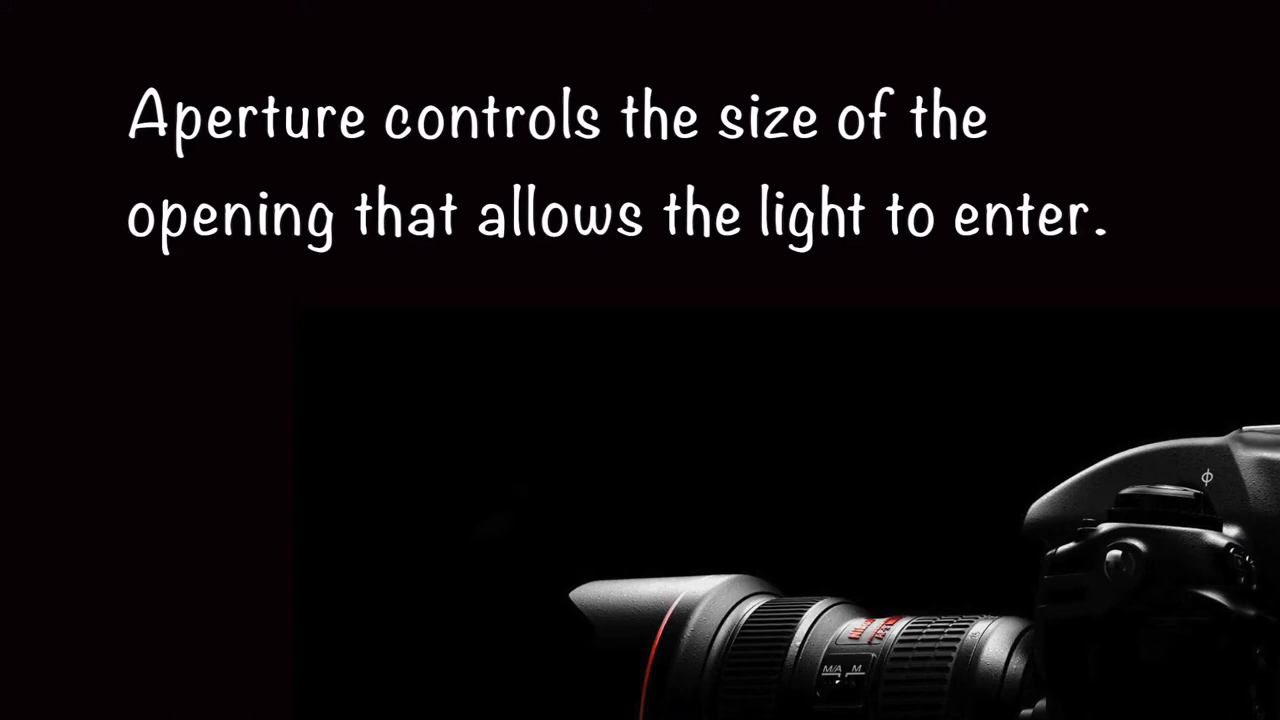 Aperture controls the size of the
opening that allows the light to enter.
M/A M